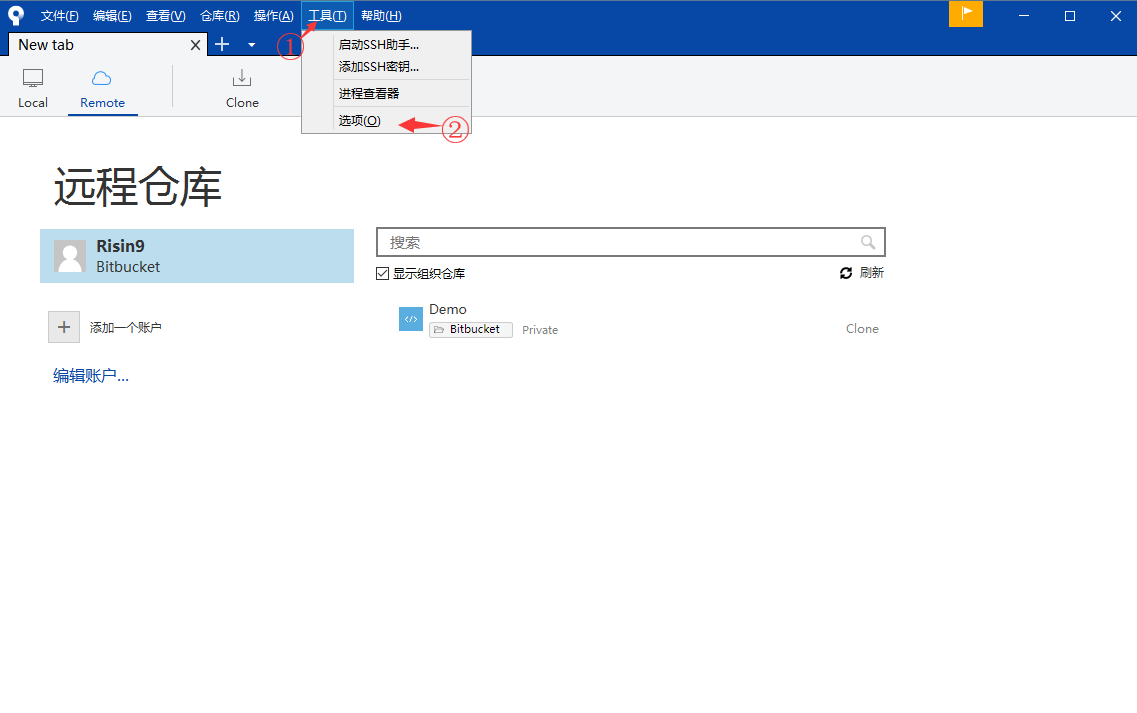 文件(F) 编辑(E) 查看(V) 仓库(R) 操作(A) 工具(T) 帮助(H)
New tab
①
启动SSH助手...
添加SSH密钥...
进程查看器
选项(O)
②
Local Remote Clone
远程仓库
Risin9
Bitbucket
添加一个账户
编辑账户...
搜索
显示组织仓库 刷新
Demo
Bitbucket Private Clone